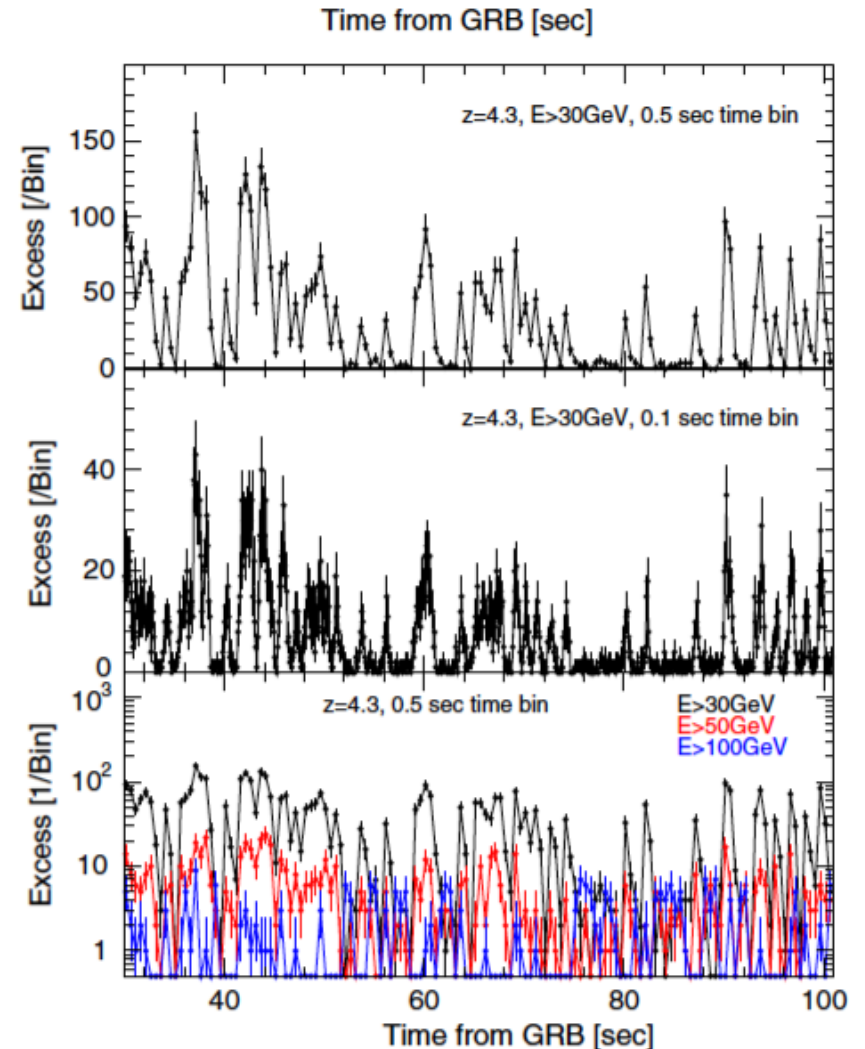 Time from GRB [sec]
z=4.3, E>30GeV, 0.5 sec time bin
Excess [/Bin]
150
100
50
0
z=4.3, E>30GeV, 0.1 sec time bin
Excess [/Bin]
40
20
0
z=4.3, 0.5 sec time bin
E>30GeV
E>50GeV
E>100GeV
Excess [1/Bin]
10³
10²
10
1
40 60 80 100
Time from GRB [sec]